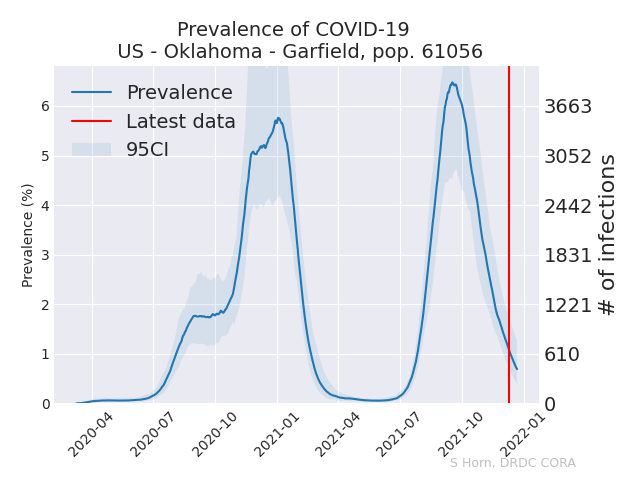 Prevalence of COVID-19
US - Oklahoma - Garfield, pop. 61056
Prevalence
Latest data
95CI
Prevalence (%)
6
5
4
3
2
1
0
3663
3052
2442
1831
1221
610
0
# of infections
2020-04
2020-07
2020-10
2021-01
2021-04
2021-07
2021-10
2022-01
S Horn, DRDC CORA